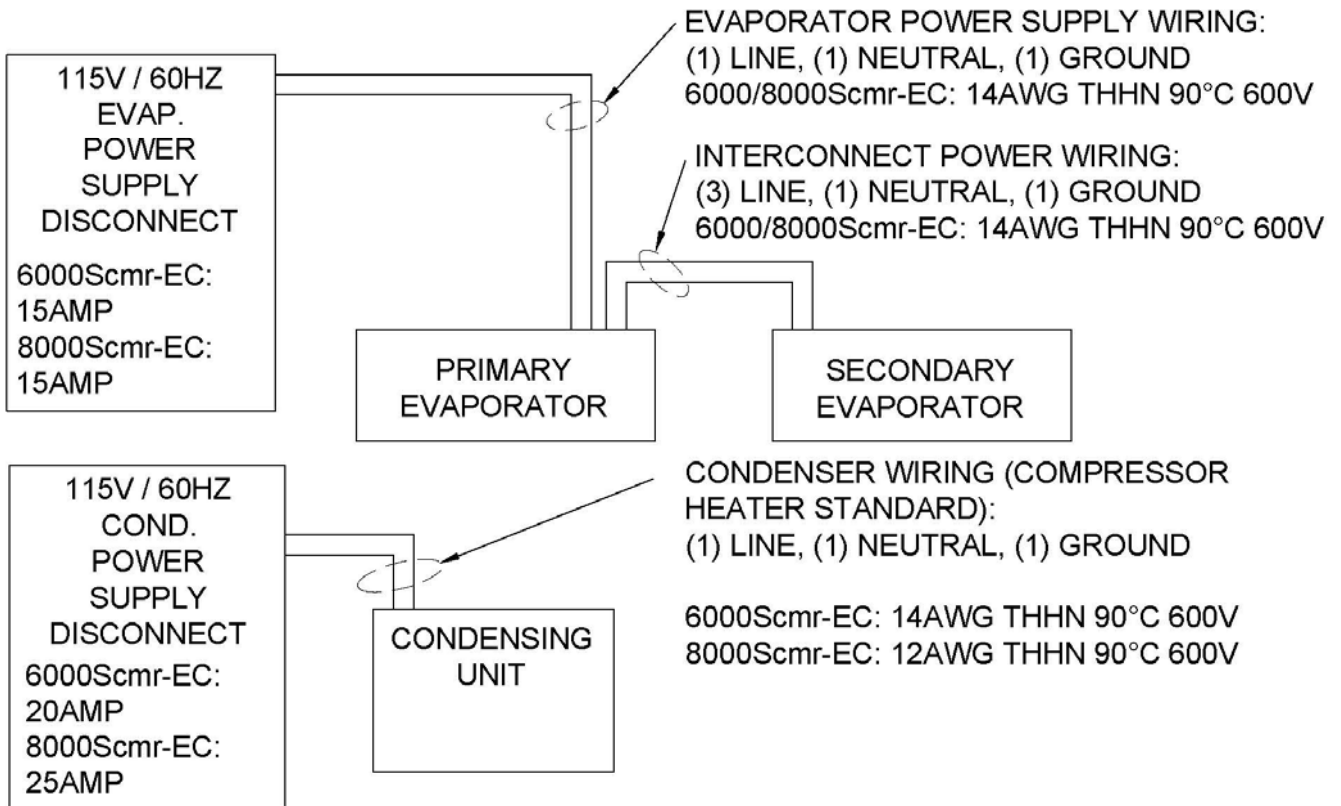 115V / 60HZ
EVAP.
POWER
SUPPLY
DISCONNECT
6000Scmr-EC:
15AMP
8000Scmr-EC:
15AMP
EVAPORATOR POWER SUPPLY WIRING:
(1) LINE, (1) NEUTRAL, (1) GROUND
6000/8000Scmr-EC: 14AWG THHN 90°C 600V
INTERCONNECT POWER WIRING:
(3) LINE, (1) NEUTRAL, (1) GROUND
6000/8000Scmr-EC: 14AWG THHN 90°C 600V
PRIMARY
EVAPORATOR
SECONDARY
EVAPORATOR
115V / 60HZ
COND.
POWER
SUPPLY
DISCONNECT
6000Scmr-EC:
20AMP
8000Scmr-EC:
25AMP
CONDENSING
UNIT
CONDENSER WIRING (COMPRESSOR
HEATER STANDARD):
(1) LINE, (1) NEUTRAL, (1) GROUND
6000Scmr-EC: 14AWG THHN 90°C 600V
8000Scmr-EC: 12AWG THHN 90°C 600V